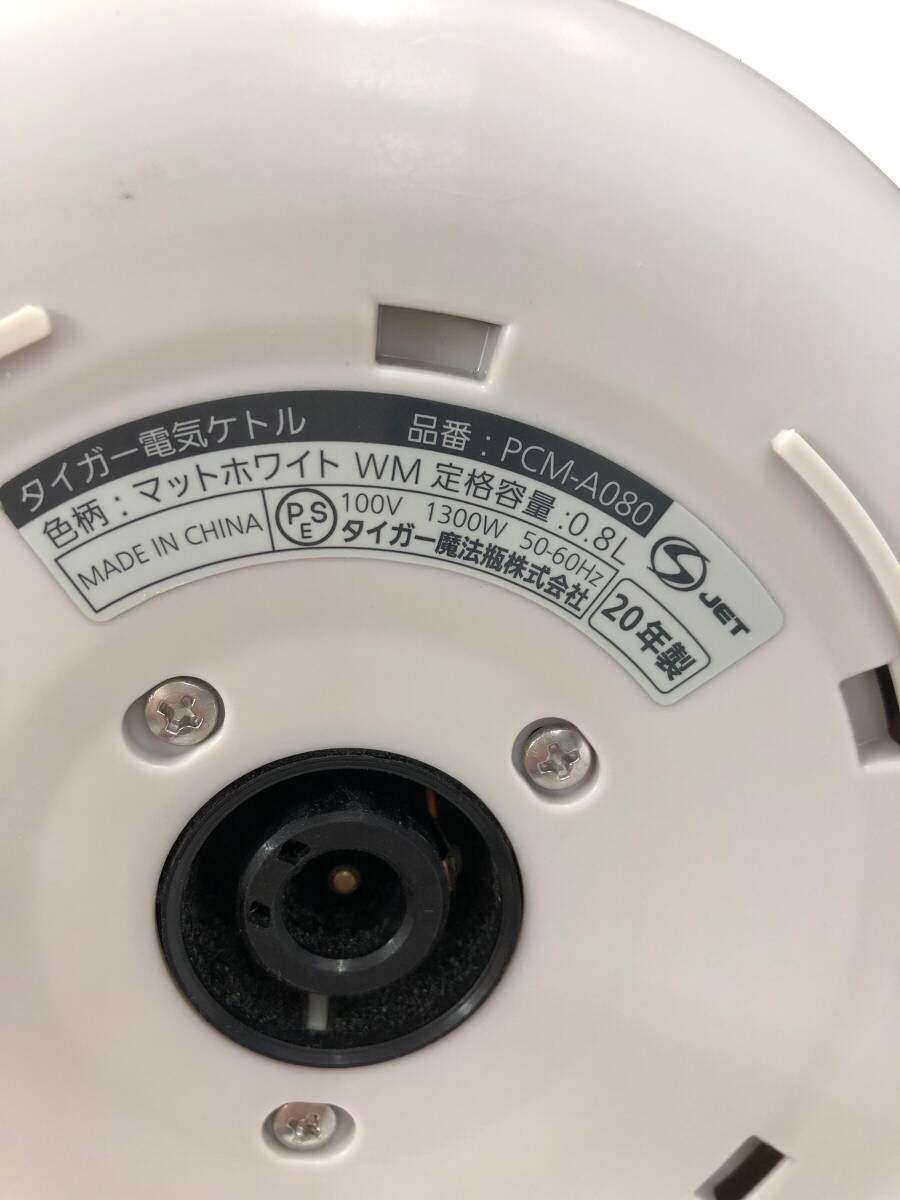 タイガー電気ケトル 品番：PCM-A080
色柄：マットホワイト WM 定格容量:0.8L
MADE IN CHINA
PSE
100V 1300W 50-60Hz
タイガー魔法瓶株式会社
20年製
S JET